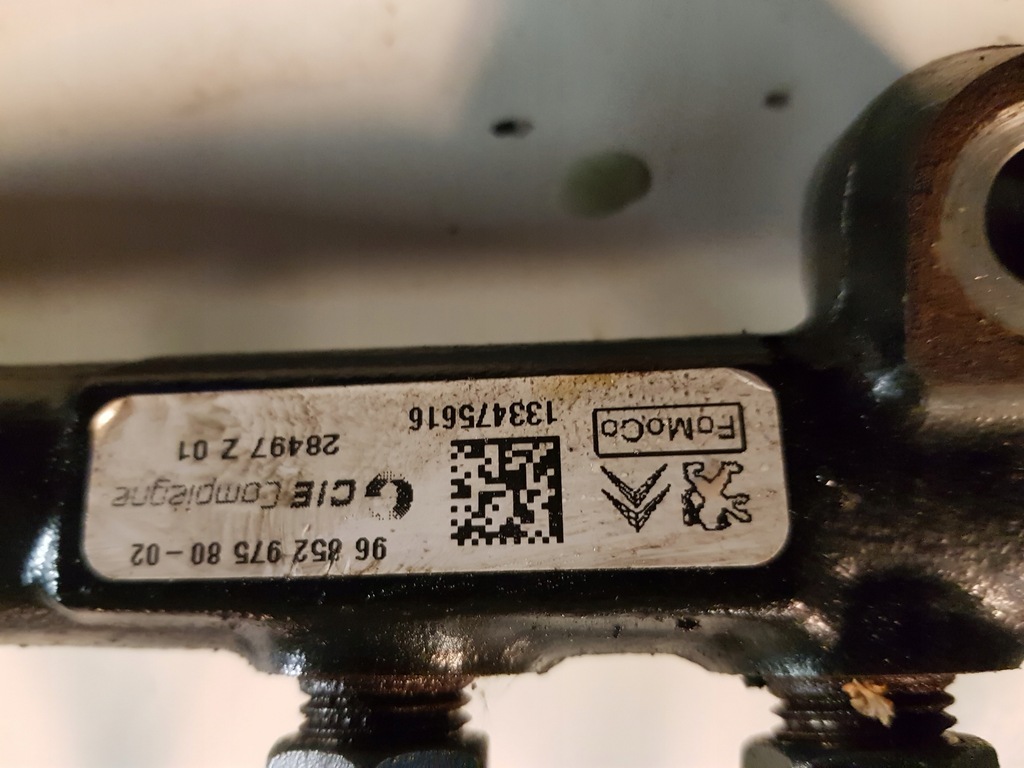 96 852 975 80-02
CIE Compiègne
28497 Z 01
133475616
FoMoCo